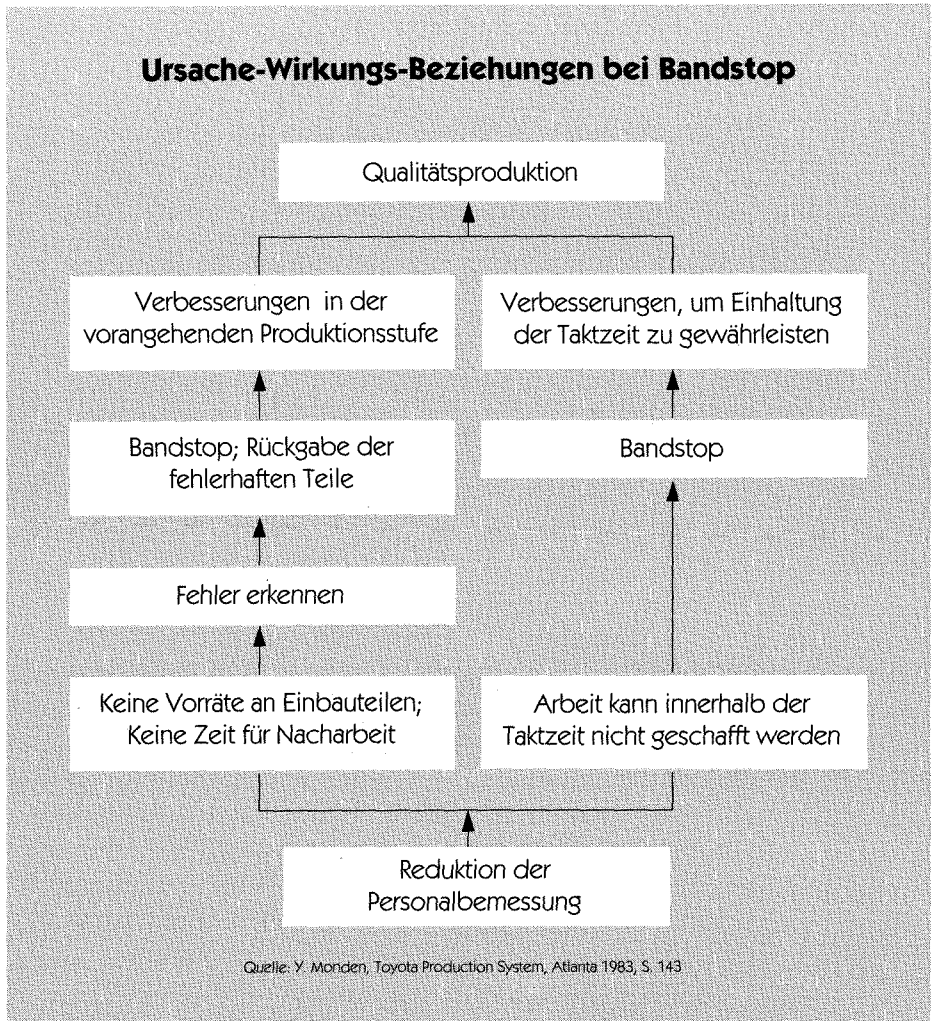 Ursache-Wirkungs-Beziehungen bei Bandstop
Qualitätsproduktion
Verbesserungen in der
vorangehenden Produktionsstufe
Verbesserungen, um Einhaltung
der Taktzeit zu gewährleisten
Bandstop; Rückgabe der
fehlerhaften Teile
Bandstop
Fehler erkennen
Keine Vorräte an Einbauteilen;
Keine Zeit für Nacharbeit
Arbeit kann innerhalb der
Taktzeit nicht geschafft werden
Reduktion der
Personalbemessung
Quelle: Y. Monden, Toyota Production System, Atlanta 1983, S. 143